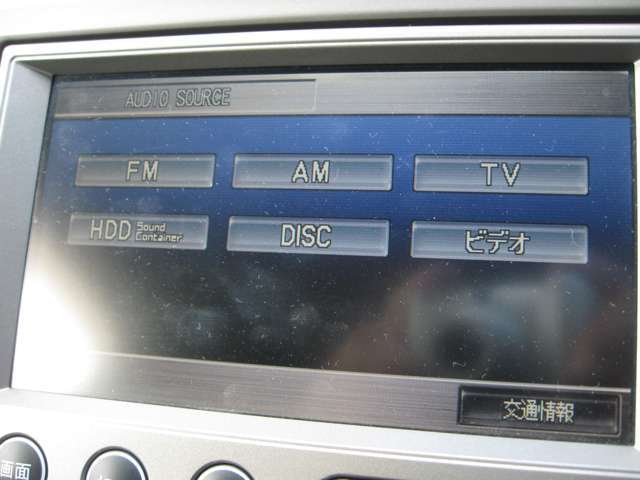 AUDIO SOURCE
FM AM TV
HDD Sound Container DISC ビデオ
交通情報
画面